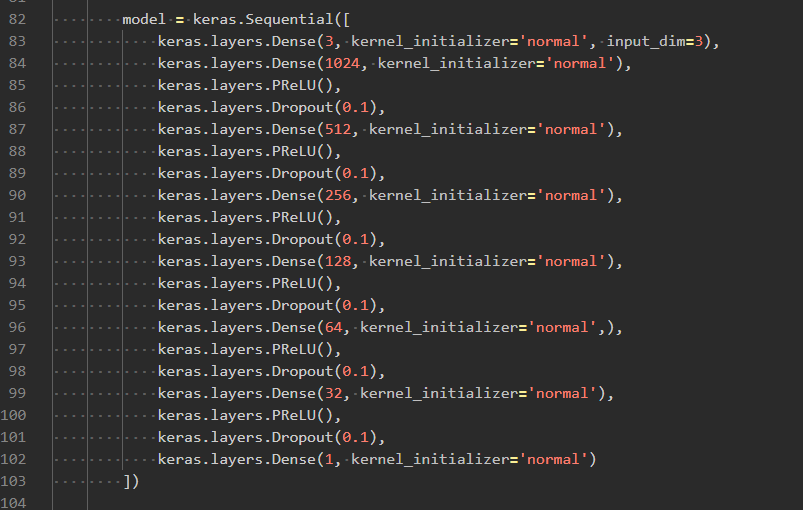 82 model = keras.Sequential([
83 keras.layers.Dense(3, kernel_initializer='normal', input_dim=3),
84 keras.layers.Dense(1024, kernel_initializer='normal'),
85 keras.layers.PReLU(),
86 keras.layers.Dropout(0.1),
87 keras.layers.Dense(512, kernel_initializer='normal'),
88 keras.layers.PReLU(),
89 keras.layers.Dropout(0.1),
90 keras.layers.Dense(256, kernel_initializer='normal'),
91 keras.layers.PReLU(),
92 keras.layers.Dropout(0.1),
93 keras.layers.Dense(128, kernel_initializer='normal'),
94 keras.layers.PReLU(),
95 keras.layers.Dropout(0.1),
96 keras.layers.Dense(64, kernel_initializer='normal',),
97 keras.layers.PReLU(),
98 keras.layers.Dropout(0.1),
99 keras.layers.Dense(32, kernel_initializer='normal'),
100 keras.layers.PReLU(),
101 keras.layers.Dropout(0.1),
102 keras.layers.Dense(1, kernel_initializer='normal')
103 ])
104